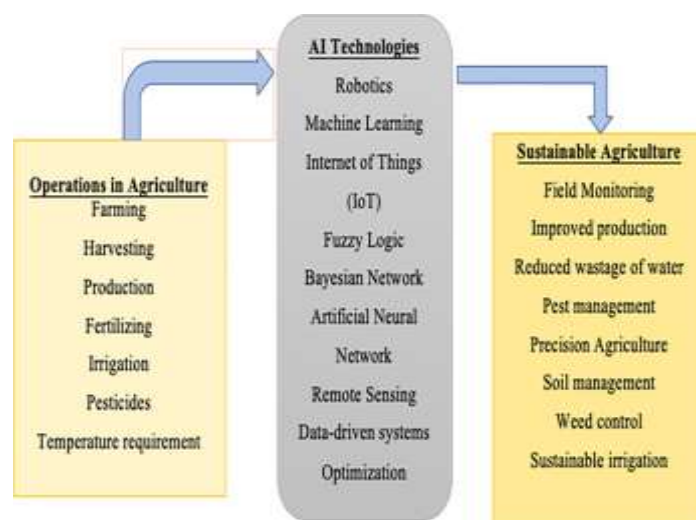 Operations in Agriculture
Farming
Harvesting
Production
Fertilizing
Irrigation
Pesticides
Temperature requirement
AI Technologies
Robotics
Machine Learning
Internet of Things
(IoT)
Fuzzy Logic
Bayesian Network
Artificial Neural
Network
Remote Sensing
Data-driven systems
Optimization
Sustainable Agriculture
Field Monitoring
Improved production
Reduced wastage of water
Pest management
Precision Agriculture
Soil management
Weed control
Sustainable irrigation